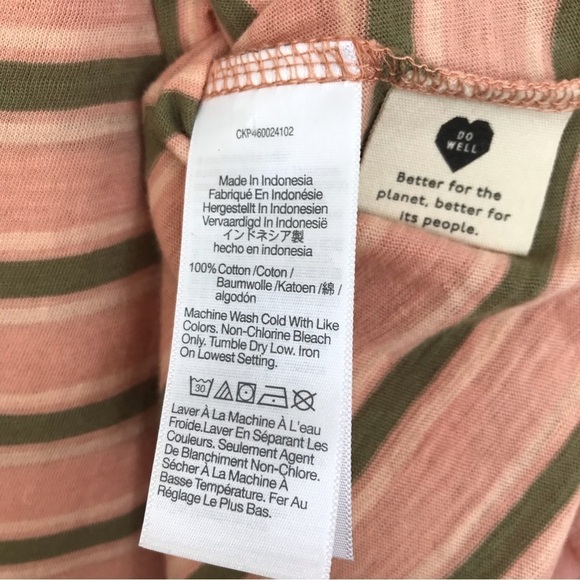 CKP460024102
Made In Indonesia
Fabriqué En Indonésie
Hergestellt In Indonesien
Vervaardigd In Indonesië
インドネシア製
hecho en indonesia
100% Cotton /Coton /
Baumwolle /Katoen /綿 /
algodón
Machine Wash Cold With Like
Colors. Non-Chlorine Bleach
Only. Tumble Dry Low. Iron
On Lowest Setting.
30
Laver À La Machine À L'eau
Froide.Laver En Séparant Les
Couleurs. Seulement Agent
De Blanchiment Non-Chlore.
Sécher À La Machine À
Basse Température. Fer Au
Réglage Le Plus Bas.
DO
WELL
Better for the
planet, better for
its people.